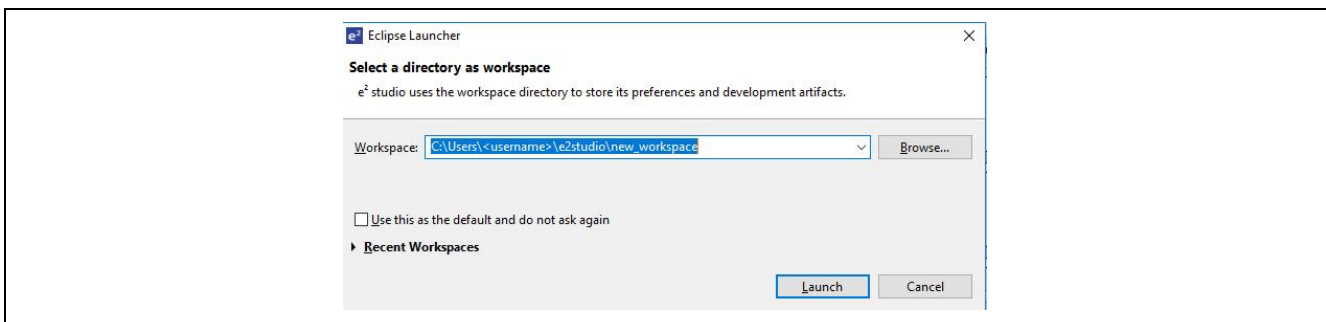 e² Eclipse Launcher
Select a directory as workspace
e² studio uses the workspace directory to store its preferences and development artifacts.
Workspace: C:\Users\<username>\e2studio\new_workspace Browse...
Use this as the default and do not ask again
Recent Workspaces
Launch Cancel